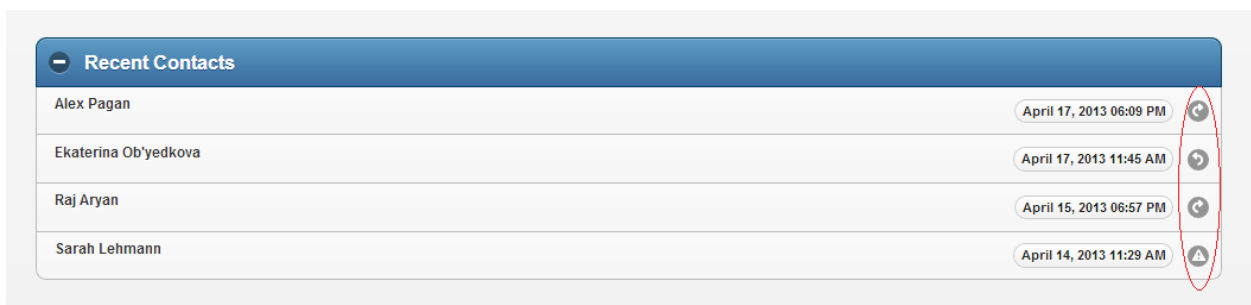 Recent Contacts
Alex Pagan April 17, 2013 06:09 PM
Ekaterina Ob'yedkova April 17, 2013 11:45 AM
Raj Aryan April 15, 2013 06:57 PM
Sarah Lehmann April 14, 2013 11:29 AM